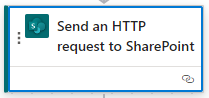 Send an HTTP
request to SharePoint